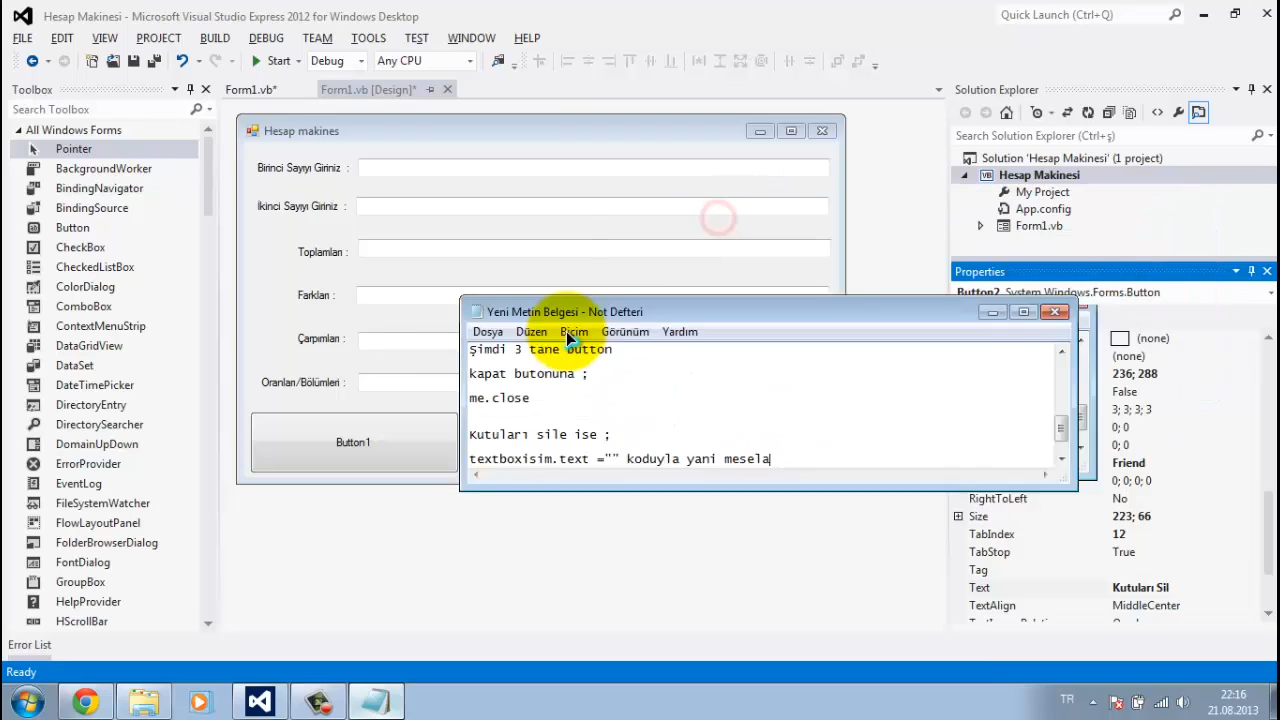 Hesap Makinesi - Microsoft Visual Studio Express 2012 for Windows Desktop
Quick Launch (Ctrl+Q)
FILE EDIT VIEW PROJECT BUILD DEBUG TEAM TOOLS TEST WINDOW HELP
Start Debug Any CPU
Toolbox
Form1.vb*
Form1.vb [Design]*
Solution Explorer
Search Toolbox
Search Solution Explorer (Ctrl+ş)
All Windows Forms
Pointer
BackgroundWorker
BindingNavigator
BindingSource
Button
CheckBox
CheckedListBox
ColorDialog
ComboBox
ContextMenuStrip
DataGridView
DataSet
DateTimePicker
DirectoryEntry
DirectorySearcher
DomainUpDown
ErrorProvider
EventLog
FileSystemWatcher
FlowLayoutPanel
FolderBrowserDialog
FontDialog
GroupBox
HelpProvider
HScrollBar
Hesap makines
Birinci Sayıyı Giriniz :
İkinci Sayıyı Giriniz :
Toplamları :
Farkları :
Çarpımları :
Oranları/Bölümleri :
Button1
Yeni Metin Belgesi - Not Defteri
Dosya Düzen Biçim Görünüm Yardım
Şimdi 3 tane button
kapat butonuna ;
me.close
Kutuları sile ise ;
textboxisim.text ="" koduyla yani mesela
Solution 'Hesap Makinesi' (1 project)
Hesap Makinesi
My Project
App.config
Form1.vb
Properties
Button2 System.Windows.Forms.Button
(none)
(none)
236; 288
False
3; 3; 3; 3
0; 0
0; 0
Friend
0; 0; 0; 0
RightToLeft No
Size 223; 66
TabIndex 12
TabStop True
Tag
Text Kutuları Sil
TextAlign MiddleCenter
Error List
Ready
TR
22:16
21.08.2013